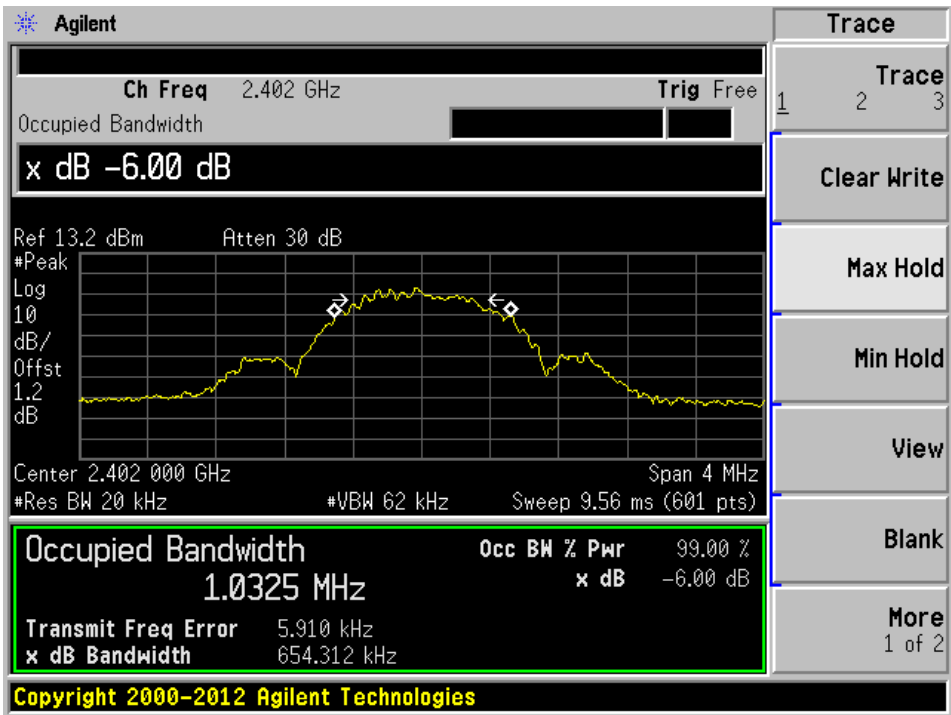 Agilent
Trace
Ch Freq 2.402 GHz Trig Free
Occupied Bandwidth
x dB -6.00 dB
Ref 13.2 dBm Atten 30 dB
#Peak
Log
10
dB/
Offst
1.2
dB
Center 2.402 000 GHz Span 4 MHz
#Res BW 20 kHz #VBW 62 kHz Sweep 9.56 ms (601 pts)
Occupied Bandwidth Occ BW % Pwr 99.00 %
1.0325 MHz x dB -6.00 dB
Transmit Freq Error 5.910 kHz
x dB Bandwidth 654.312 kHz
Trace
1 2 3
Clear Write
Max Hold
Min Hold
View
Blank
More
1 of 2
Copyright 2000-2012 Agilent Technologies